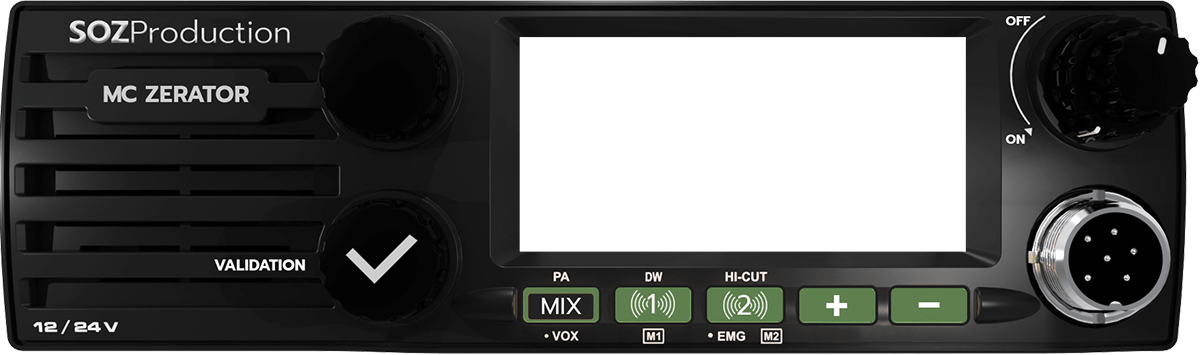 SOZProduction
OFF
MC ZERATOR
ON
VALIDATION
PA DW HI-CUT
MIX 1 2 + −
• VOX M1 • EMG M2
12 / 24 V